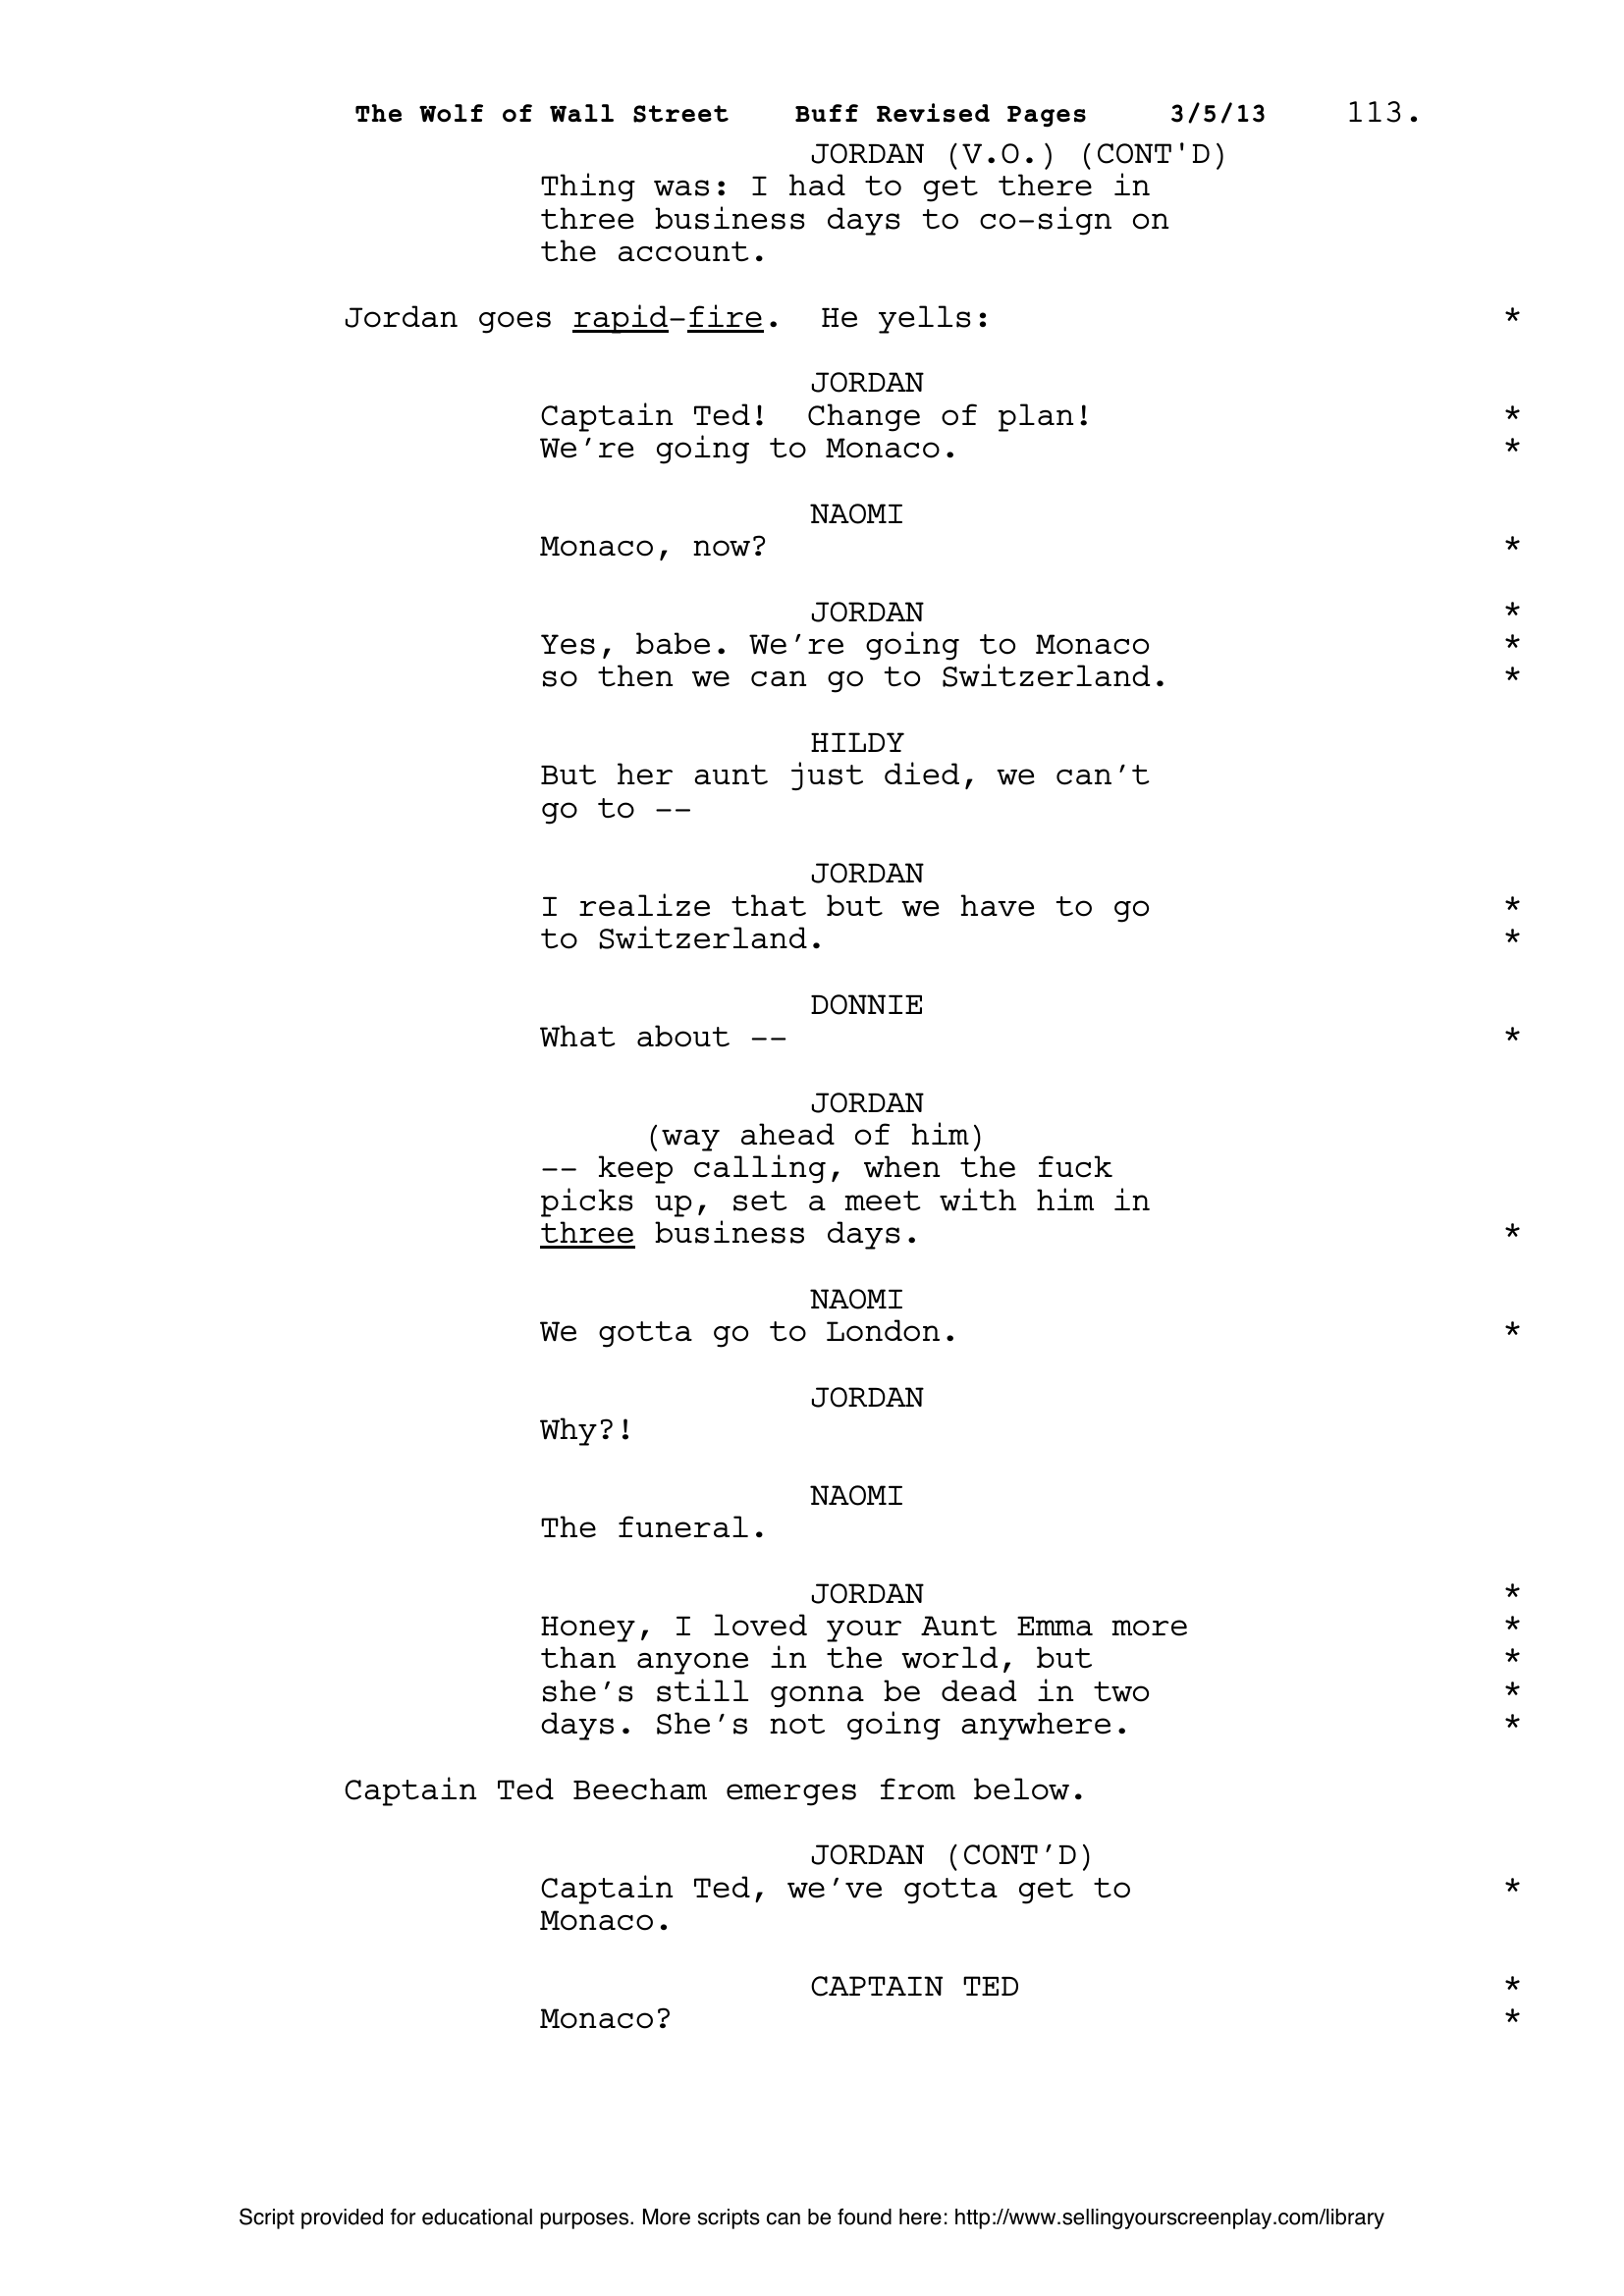 The Wolf of Wall Street Buff Revised Pages 3/5/13 113.
JORDAN (V.O.) (CONT'D)
Thing was: I had to get there in
three business days to co-sign on
the account.
Jordan goes rapid-fire. He yells: *
JORDAN
Captain Ted! Change of plan! *
We’re going to Monaco. *
NAOMI
Monaco, now? *
JORDAN *
Yes, babe. We’re going to Monaco *
so then we can go to Switzerland. *
HILDY
But her aunt just died, we can’t
go to --
JORDAN
I realize that but we have to go *
to Switzerland. *
DONNIE
What about -- *
JORDAN
(way ahead of him)
-- keep calling, when the fuck
picks up, set a meet with him in
three business days. *
NAOMI
We gotta go to London. *
JORDAN
Why?!
NAOMI
The funeral.
JORDAN *
Honey, I loved your Aunt Emma more *
than anyone in the world, but *
she’s still gonna be dead in two *
days. She’s not going anywhere. *
Captain Ted Beecham emerges from below.
JORDAN (CONT’D)
Captain Ted, we’ve gotta get to *
Monaco.
CAPTAIN TED *
Monaco? *
Script provided for educational purposes. More scripts can be found here: http://www.sellingyourscreenplay.com/library